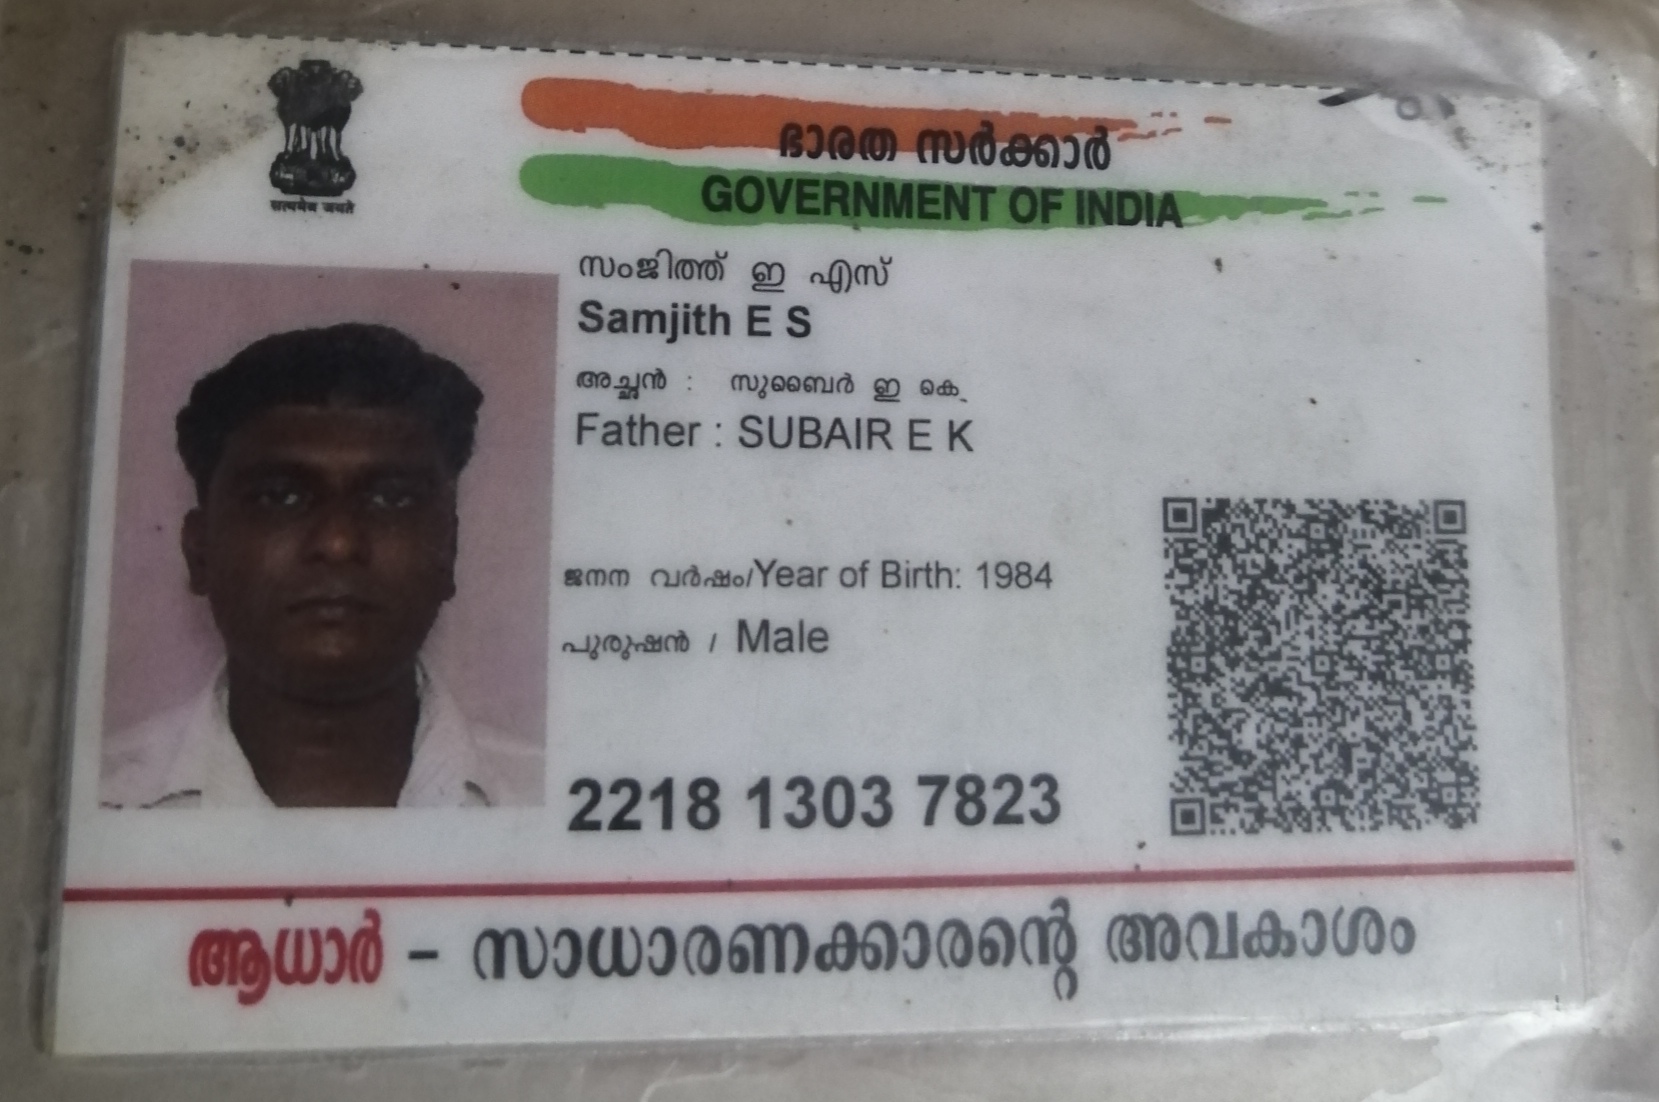 सत्यमेव जयते
ഭാരത സർക്കാർ
GOVERNMENT OF INDIA
സംജിത്ത് ഇ എസ്
Samjith E S
അച്ഛൻ : സുബൈർ ഇ കെ
Father : SUBAIR E K
ജനന വർഷം/Year of Birth: 1984
പുരുഷൻ / Male
2218 1303 7823
ആധാർ – സാധാരണക്കാരന്റെ അവകാശം